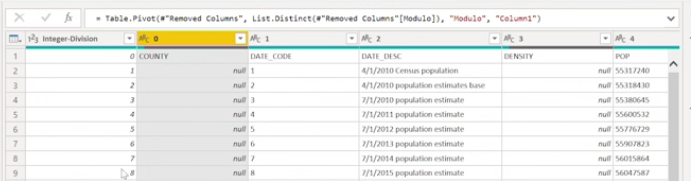 = Table.Pivot(#"Removed Columns", List.Distinct(#"Removed Columns"[Modulo]), "Modulo", "Column1")
1²3 Integer-Division ABC 0 ABC 1 ABC 2 ABC 3 ABC 4
1 0 COUNTY DATE_CODE DATE_DESC DENSITY POP
2 1 null 1 4/1/2010 Census population null 55317240
3 2 null 2 4/1/2010 population estimates base null 55318430
4 3 null 3 7/1/2010 population estimate null 55380645
5 4 null 4 7/1/2011 population estimate null 55600532
6 5 null 5 7/1/2012 population estimate null 55776729
7 6 null 6 7/1/2013 population estimate null 55907823
8 7 null 7 7/1/2014 population estimate null 56015864
9 8 null 8 7/1/2015 population estimate null 56047587